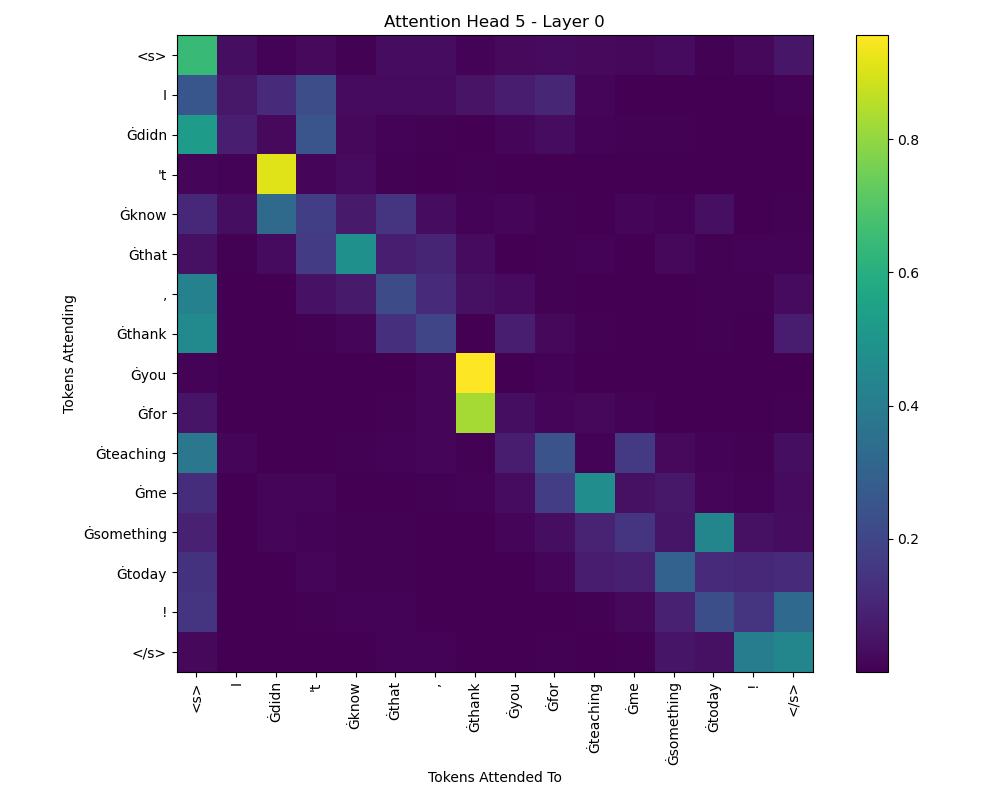 Attention Head 5 - Layer 0
Tokens Attending
<s>
I
Ġdidn
't
Ġknow
Ġthat
,
Ġthank
Ġyou
Ġfor
Ġteaching
Ġme
Ġsomething
Ġtoday
!
</s>
<s>
I
Ġdidn
't
Ġknow
Ġthat
,
Ġthank
Ġyou
Ġfor
Ġteaching
Ġme
Ġsomething
Ġtoday
!
</s>
Tokens Attended To
0.8
0.6
0.4
0.2